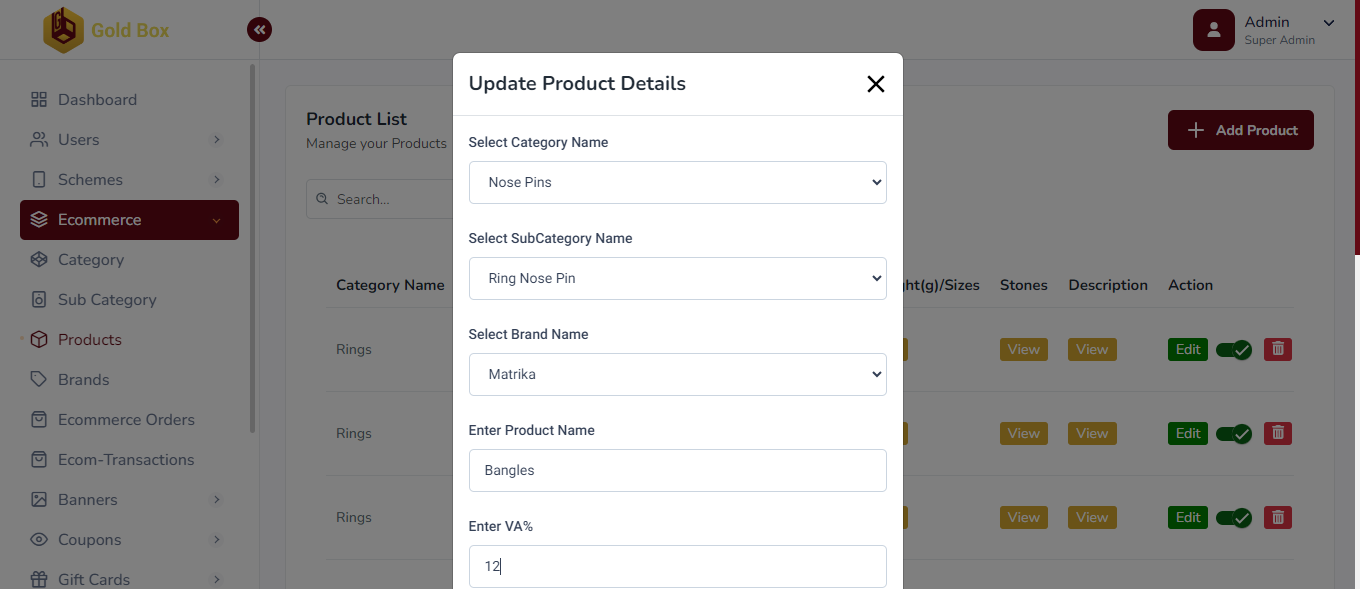 Gold Box
Admin
Super Admin
Dashboard
Users
Schemes
Ecommerce
Category
Sub Category
Products
Brands
Ecommerce Orders
Ecom-Transactions
Banners
Coupons
Gift Cards
Product List
Manage your Products
Add Product
Search...
Category Name
ght(g)/Sizes Stones Description Action
Rings View View Edit
Rings View View Edit
Rings View View Edit
Update Product Details
Select Category Name
Nose Pins
Select SubCategory Name
Ring Nose Pin
Select Brand Name
Matrika
Enter Product Name
Bangles
Enter VA%
12